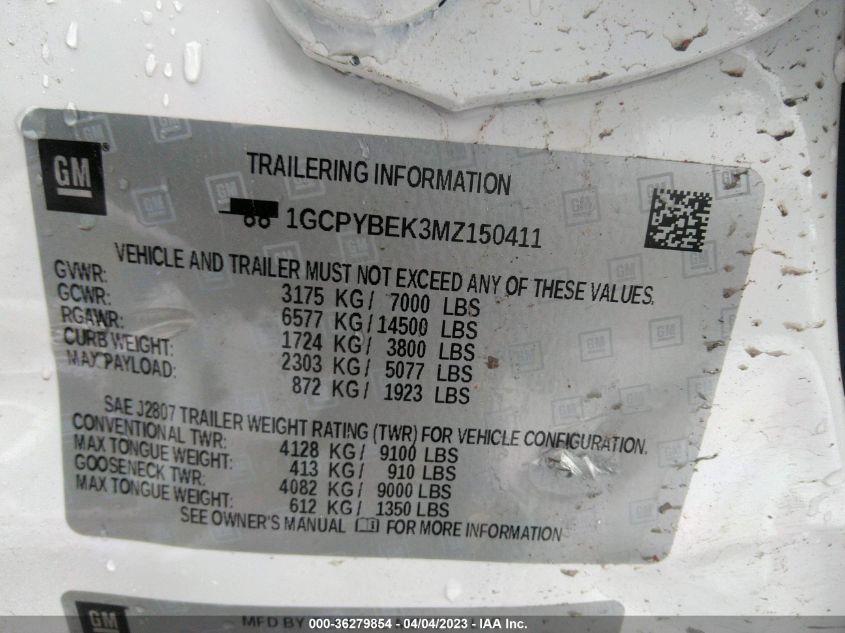 GM
TRAILERING INFORMATION
1GCPYBEK3MZ150411
VEHICLE AND TRAILER MUST NOT EXCEED ANY OF THESE VALUES.
GVWR: 3175 KG/ 7000 LBS
GCWR: 6577 KG/14500 LBS
RGAWR: 1724 KG/ 3800 LBS
CURB WEIGHT: 2303 KG/ 5077 LBS
MAX PAYLOAD: 872 KG/ 1923 LBS
SAE J2807 TRAILER WEIGHT RATING (TWR) FOR VEHICLE CONFIGURATION.
CONVENTIONAL TWR: 4128 KG/ 9100 LBS
MAX TONGUE WEIGHT: 413 KG/ 910 LBS
GOOSENECK TWR: 4082 KG/ 9000 LBS
MAX TONGUE WEIGHT: 612 KG/ 1350 LBS
SEE OWNER'S MANUAL FOR MORE INFORMATION
GM
MFD BY
000-36279854 - 04/04/2023 - IAA Inc.